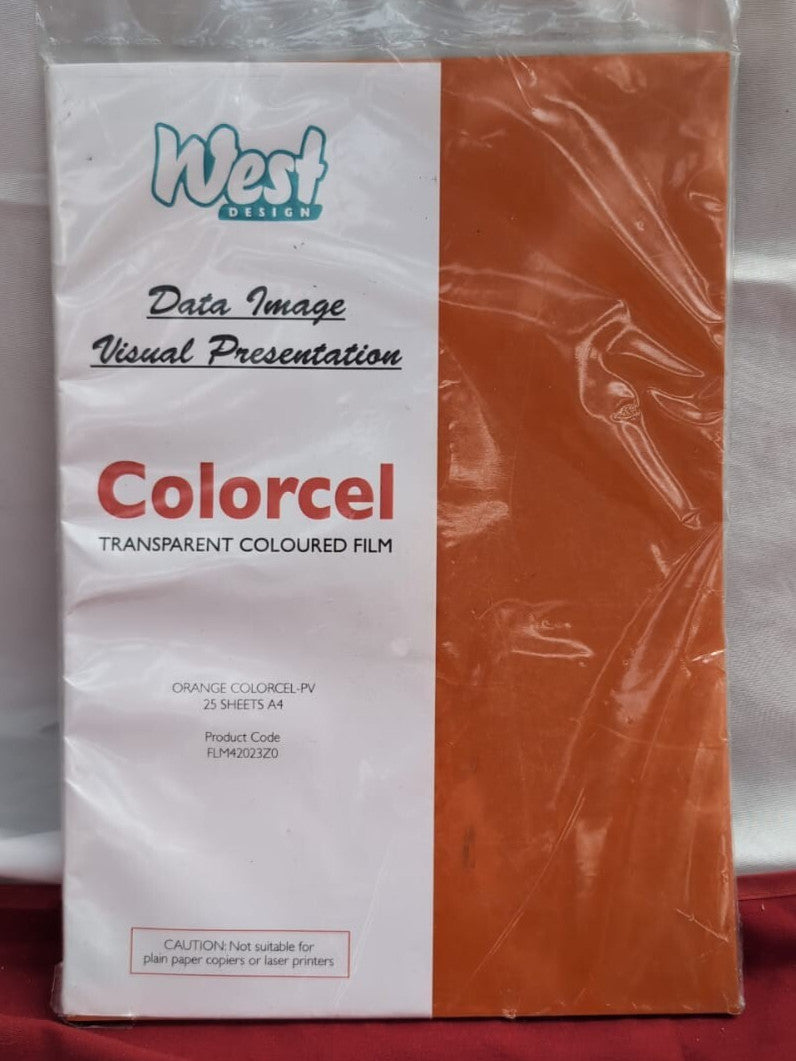 West
DESIGN
Data Image
Visual Presentation
Colorcel
TRANSPARENT COLOURED FILM
ORANGE COLORCEL-PV
25 SHEETS A4
Product Code
FLM42023Z0
CAUTION: Not suitable for
plain paper copiers or laser printers